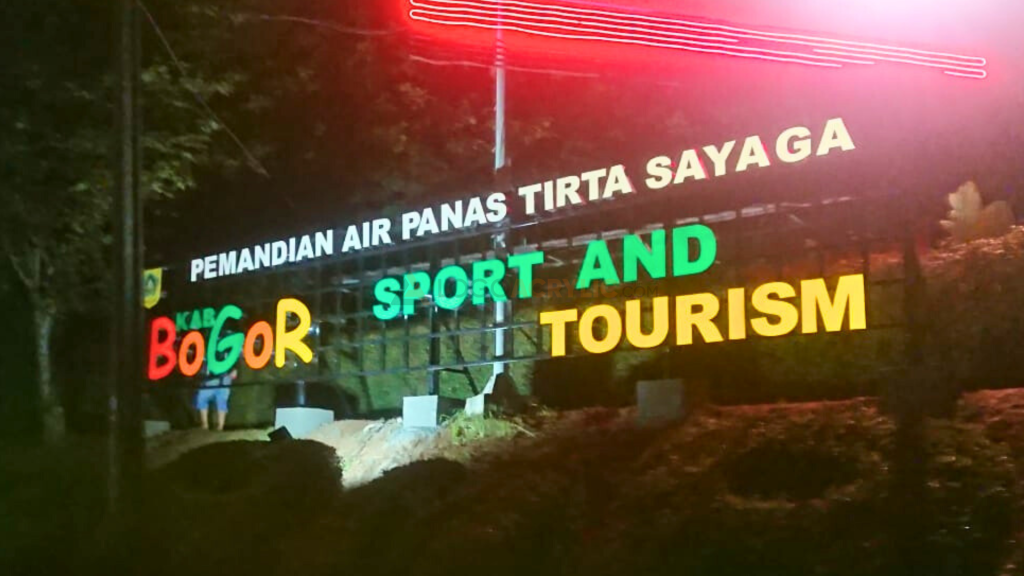 PEMANDIAN AIR PANAS TIRTA SAYAGA
KAB
BOGOR
SPORT AND
TOURISM